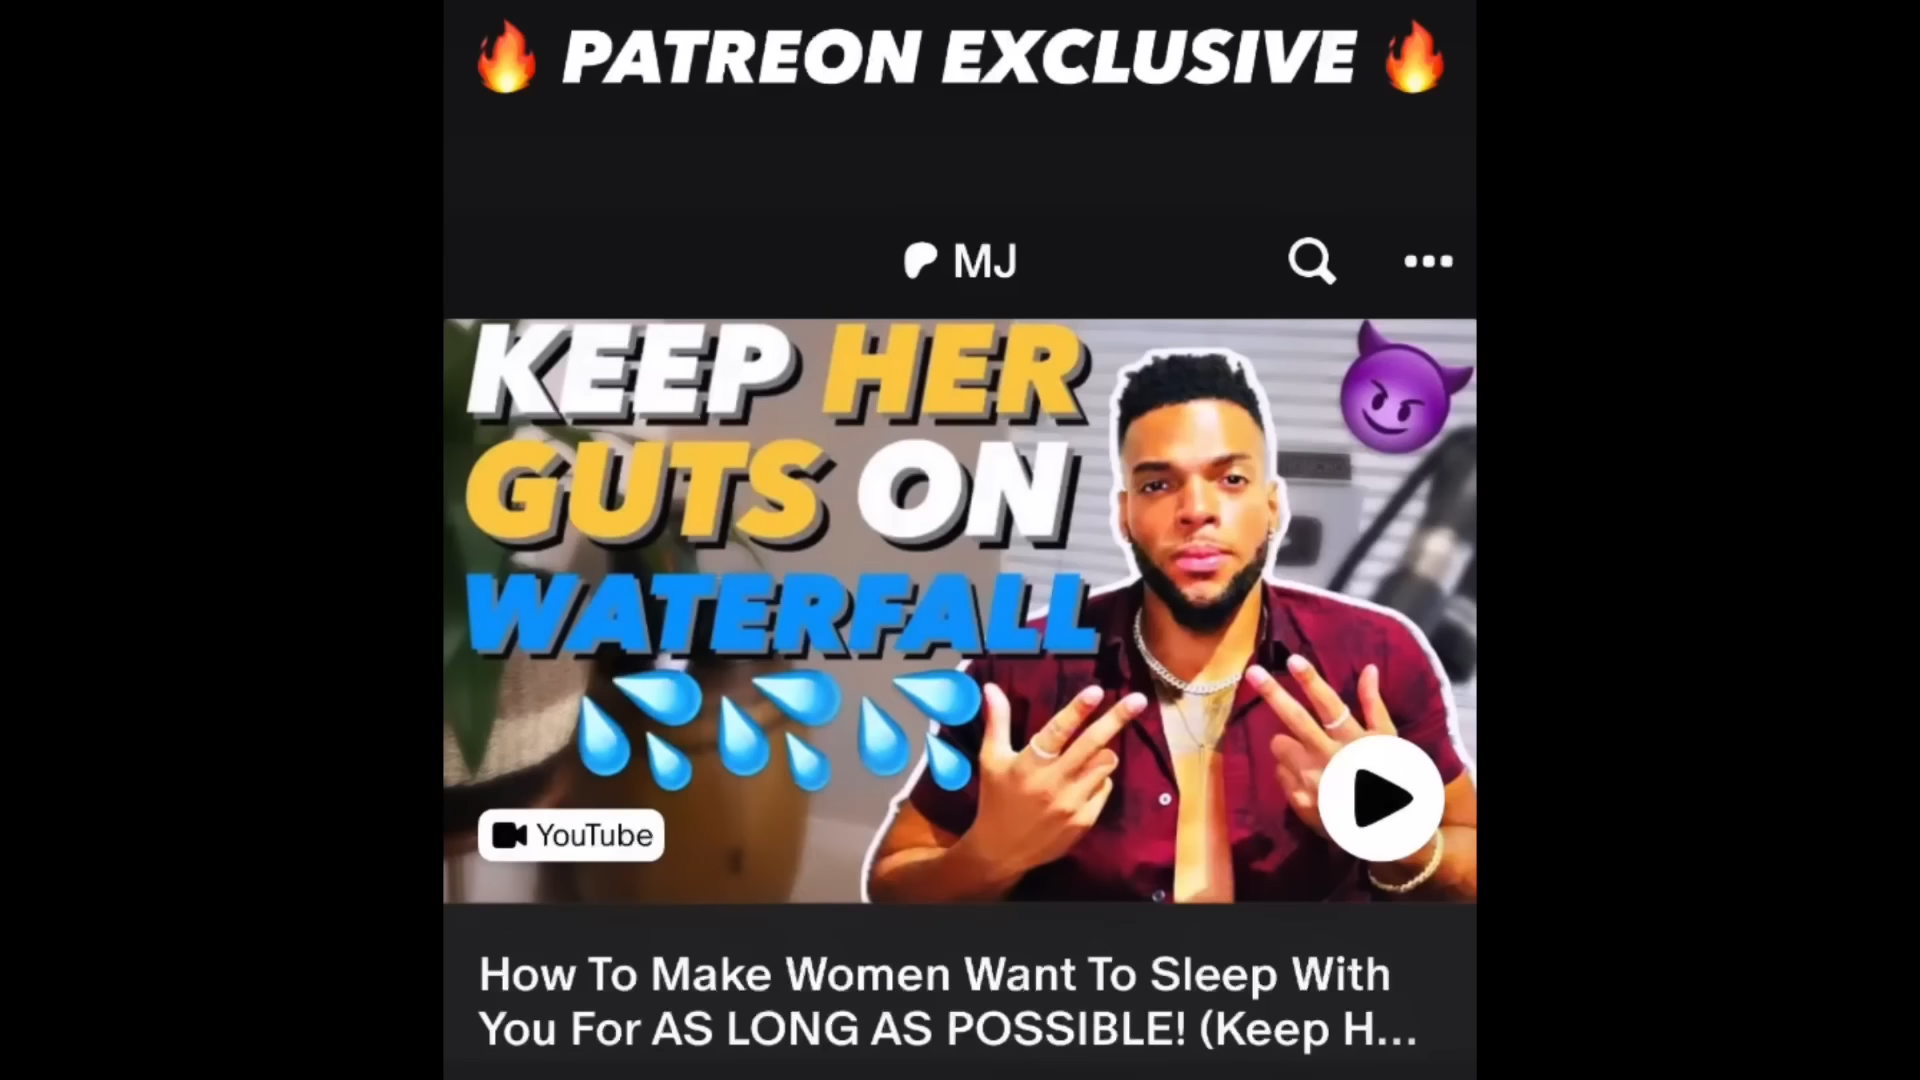 PATREON EXCLUSIVE
MJ
KEEP HER
GUTS ON
WATERFALL
YouTube
How To Make Women Want To Sleep With
You For AS LONG AS POSSIBLE! (Keep H...